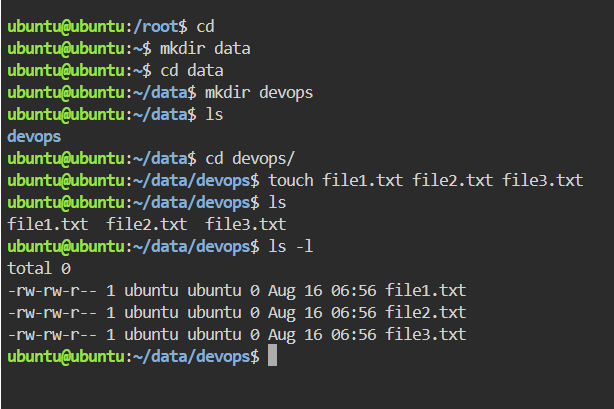 ubuntu@ubuntu:/root$ cd
ubuntu@ubuntu:~$ mkdir data
ubuntu@ubuntu:~$ cd data
ubuntu@ubuntu:~/data$ mkdir devops
ubuntu@ubuntu:~/data$ ls
devops
ubuntu@ubuntu:~/data$ cd devops/
ubuntu@ubuntu:~/data/devops$ touch file1.txt file2.txt file3.txt
ubuntu@ubuntu:~/data/devops$ ls
file1.txt  file2.txt  file3.txt
ubuntu@ubuntu:~/data/devops$ ls -l
total 0
-rw-rw-r-- 1 ubuntu ubuntu 0 Aug 16 06:56 file1.txt
-rw-rw-r-- 1 ubuntu ubuntu 0 Aug 16 06:56 file2.txt
-rw-rw-r-- 1 ubuntu ubuntu 0 Aug 16 06:56 file3.txt
ubuntu@ubuntu:~/data/devops$